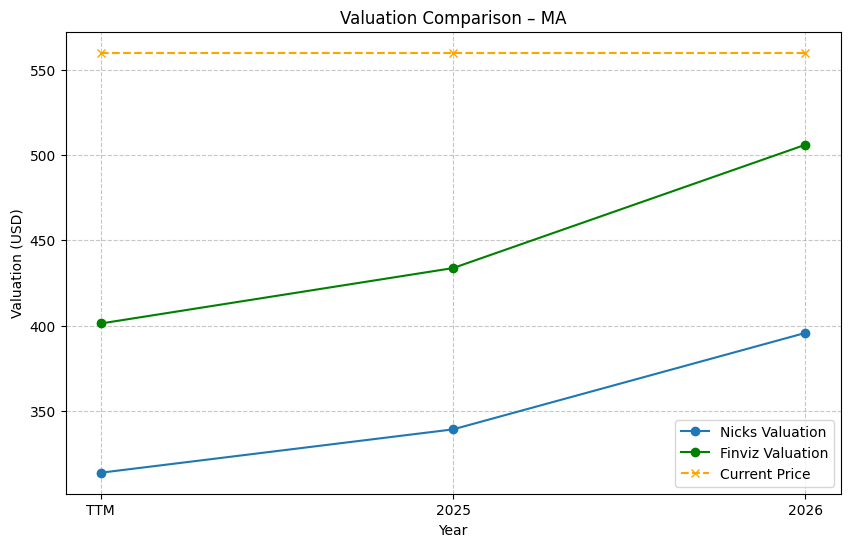 Valuation Comparison – MA
Valuation (USD)
550
500
450
400
350
TTM
2025
2026
Year
Nicks Valuation
Finviz Valuation
Current Price